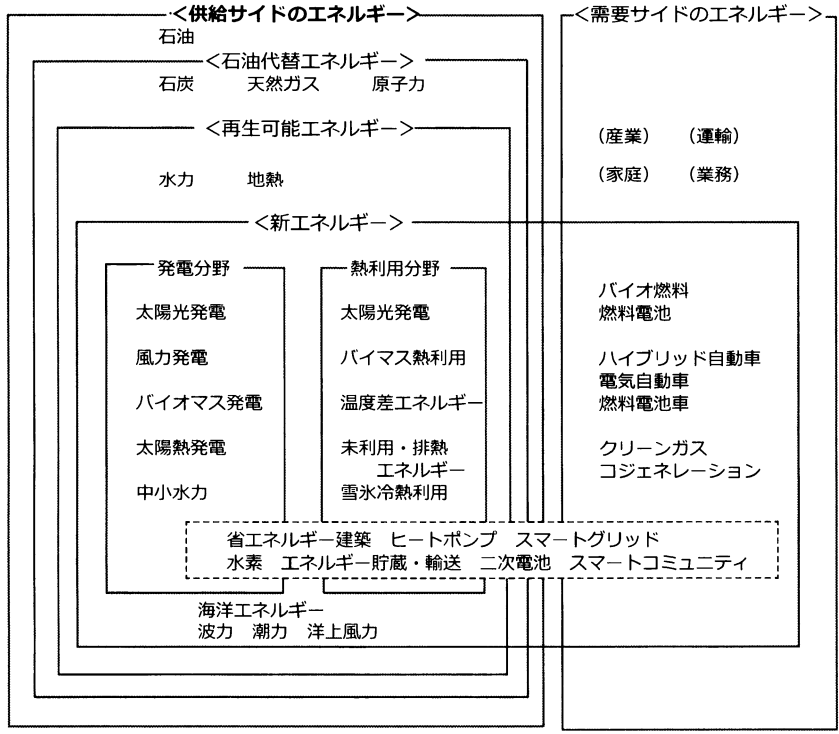 ＜供給サイドのエネルギー＞
石油
＜石油代替エネルギー＞
石炭 天然ガス 原子力
＜再生可能エネルギー＞
水力 地熱
＜新エネルギー＞
発電分野
太陽光発電
風力発電
バイオマス発電
太陽熱発電
中小水力
熱利用分野
太陽光発電
バイマス熱利用
温度差エネルギー
未利用・排熱
エネルギー
雪氷冷熱利用
＜需要サイドのエネルギー＞
（産業） （運輸）
（家庭） （業務）
バイオ燃料
燃料電池
ハイブリッド自動車
電気自動車
燃料電池車
クリーンガス
コジェネレーション
省エネルギー建築 ヒートポンプ スマートグリッド
水素 エネルギー貯蔵・輸送 二次電池 スマートコミュニティ
海洋エネルギー
波力 潮力 洋上風力